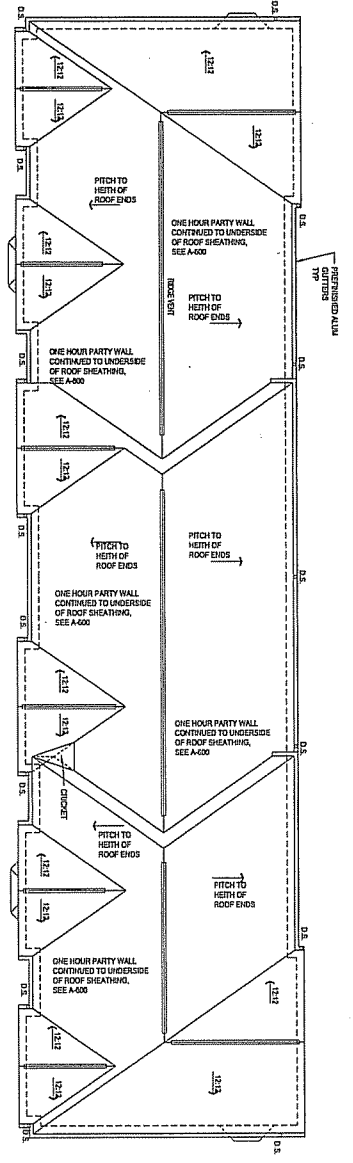 D.S.
D.S.
12:12
12:12
12:12
12:12
D.S.
D.S.
PREFINISHED ALUM
GUTTERS
TYP
PITCH TO
HEITH OF
ROOF ENDS
ONE HOUR PARTY WALL
CONTINUED TO UNDERSIDE
OF ROOF SHEATHING,
SEE A-600
12:12
12:12
RIDGE VENT
PITCH TO
HEITH OF
ROOF ENDS
D.S.
D.S.
ONE HOUR PARTY WALL
CONTINUED TO UNDERSIDE
OF ROOF SHEATHING,
SEE A-600
12:12
12:12
D.S.
PITCH TO
HEITH OF
ROOF ENDS
PITCH TO
HEITH OF
ROOF ENDS
D.S.
ONE HOUR PARTY WALL
CONTINUED TO UNDERSIDE
OF ROOF SHEATHING,
SEE A-600
D.S.
12:12
12:12
ONE HOUR PARTY WALL
CONTINUED TO UNDERSIDE
OF ROOF SHEATHING,
SEE A-600
D.S.
D.S.
CRICKET
PITCH TO
HEITH OF
ROOF ENDS
12:12
12:12
PITCH TO
HEITH OF
ROOF ENDS
D.S.
D.S.
ONE HOUR PARTY WALL
CONTINUED TO UNDERSIDE
OF ROOF SHEATHING,
SEE A-600
12:12
12:12
12:12
12:12
D.S.
D.S.